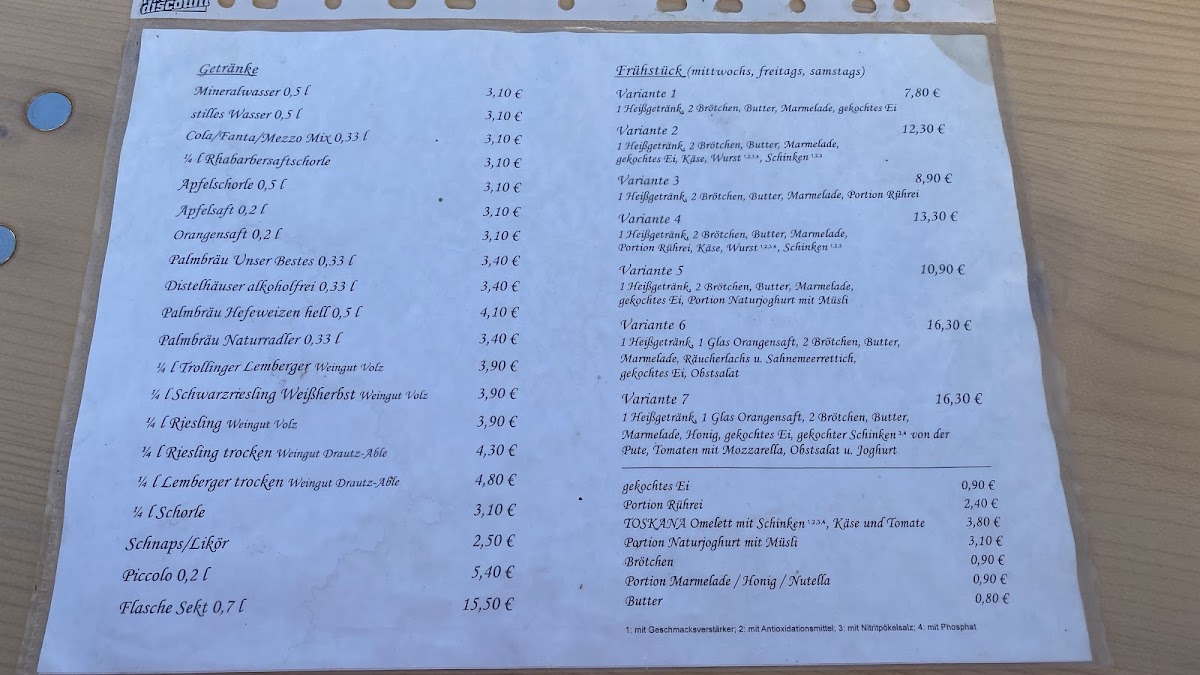 discount
Getränke
Mineralwasser 0,5 l 3,10 €
stilles Wasser 0,5 l 3,10 €
Cola/Fanta/Mezzo Mix 0,33 l 3,10 €
¼ l Rhabarbersaftschorle 3,10 €
Apfelschorle 0,5 l 3,10 €
Apfelsaft 0,2 l 3,10 €
Orangensaft 0,2 l 3,10 €
Palmbräu Unser Bestes 0,33 l 3,40 €
Distelhäuser alkoholfrei 0,33 l 3,40 €
Palmbräu Hefeweizen hell 0,5 l 4,10 €
Palmbräu Naturradler 0,33 l 3,40 €
¼ l Trollinger Lemberger Weingut Volz 3,90 €
¼ l Schwarzriesling Weißherbst Weingut Volz 3,90 €
¼ l Riesling Weingut Volz 3,90 €
¼ l Riesling trocken Weingut Drautz-Able 4,30 €
¼ l Lemberger trocken Weingut Drautz-Able 4,80 €
¼ l Schorle 3,10 €
Schnaps/Likör 2,50 €
Piccolo 0,2 l 5,40 €
Flasche Sekt 0,7 l 15,50 €
Frühstück (mittwochs, freitags, samstags)
Variante 1 7,80 €
1 Heißgetränk, 2 Brötchen, Butter, Marmelade, gekochtes Ei
Variante 2 12,30 €
1 Heißgetränk, 2 Brötchen, Butter, Marmelade,
gekochtes Ei, Käse, Wurst 1,2,3,4, Schinken 1,2,3
Variante 3 8,90 €
1 Heißgetränk, 2 Brötchen, Butter, Marmelade, Portion Rührei
Variante 4 13,30 €
1 Heißgetränk, 2 Brötchen, Butter, Marmelade,
Portion Rührei, Käse, Wurst 1,2,3,4, Schinken 1,2,3
Variante 5 10,90 €
1 Heißgetränk, 2 Brötchen, Butter, Marmelade,
gekochtes Ei, Portion Naturjoghurt mit Müsli
Variante 6 16,30 €
1 Heißgetränk, 1 Glas Orangensaft, 2 Brötchen, Butter,
Marmelade, Räucherlachs u. Sahnemeerrettich,
gekochtes Ei, Obstsalat
Variante 7 16,30 €
1 Heißgetränk, 1 Glas Orangensaft, 2 Brötchen, Butter,
Marmelade, Honig, gekochtes Ei, gekochter Schinken 2,4 von der
Pute, Tomaten mit Mozzarella, Obstsalat u. Joghurt
gekochtes Ei 0,90 €
Portion Rührei 2,40 €
TOSKANA Omelett mit Schinken 1,2,3,4, Käse und Tomate 3,80 €
Portion Naturjoghurt mit Müsli 3,10 €
Brötchen 0,90 €
Portion Marmelade / Honig / Nutella 0,90 €
Butter 0,80 €
1: mit Geschmacksverstärker; 2: mit Antioxidationsmittel; 3: mit Nitritpökelsalz; 4. mit Phosphat